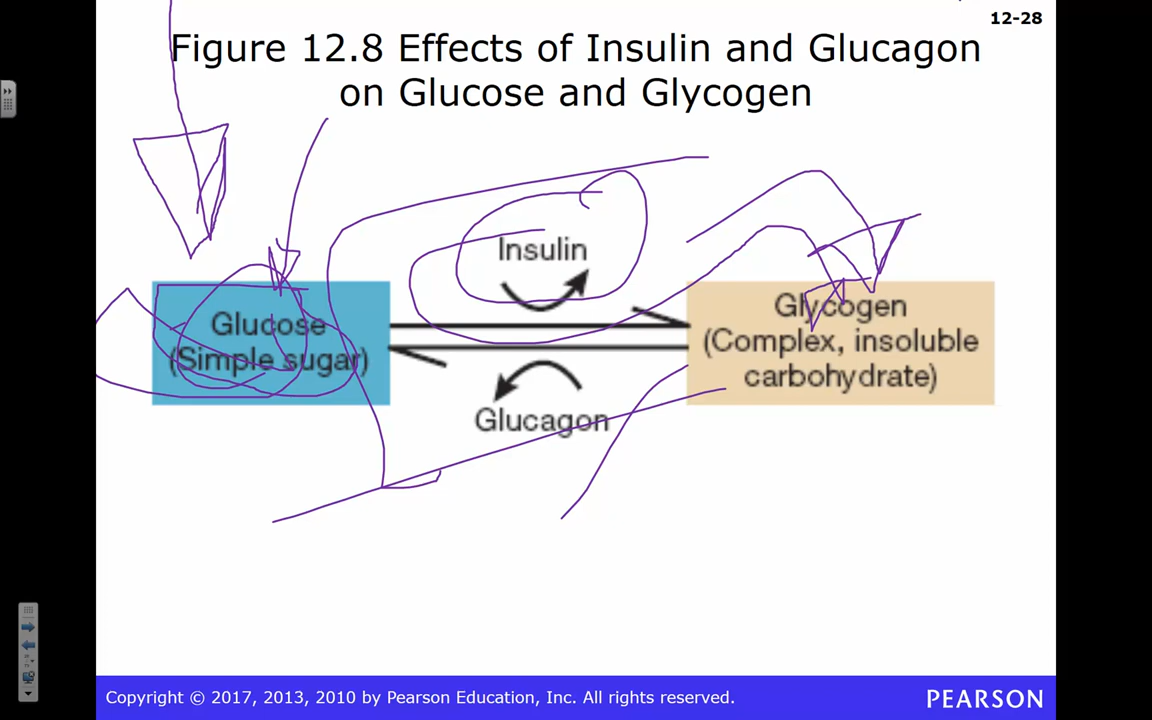 12-28
Figure 12.8 Effects of Insulin and Glucagon
on Glucose and Glycogen
Insulin
Glucose
(Simple sugar)
Glycogen
(Complex, insoluble
carbohydrate)
Glucagon
Copyright © 2017, 2013, 2010 by Pearson Education, Inc. All rights reserved.
PEARSON